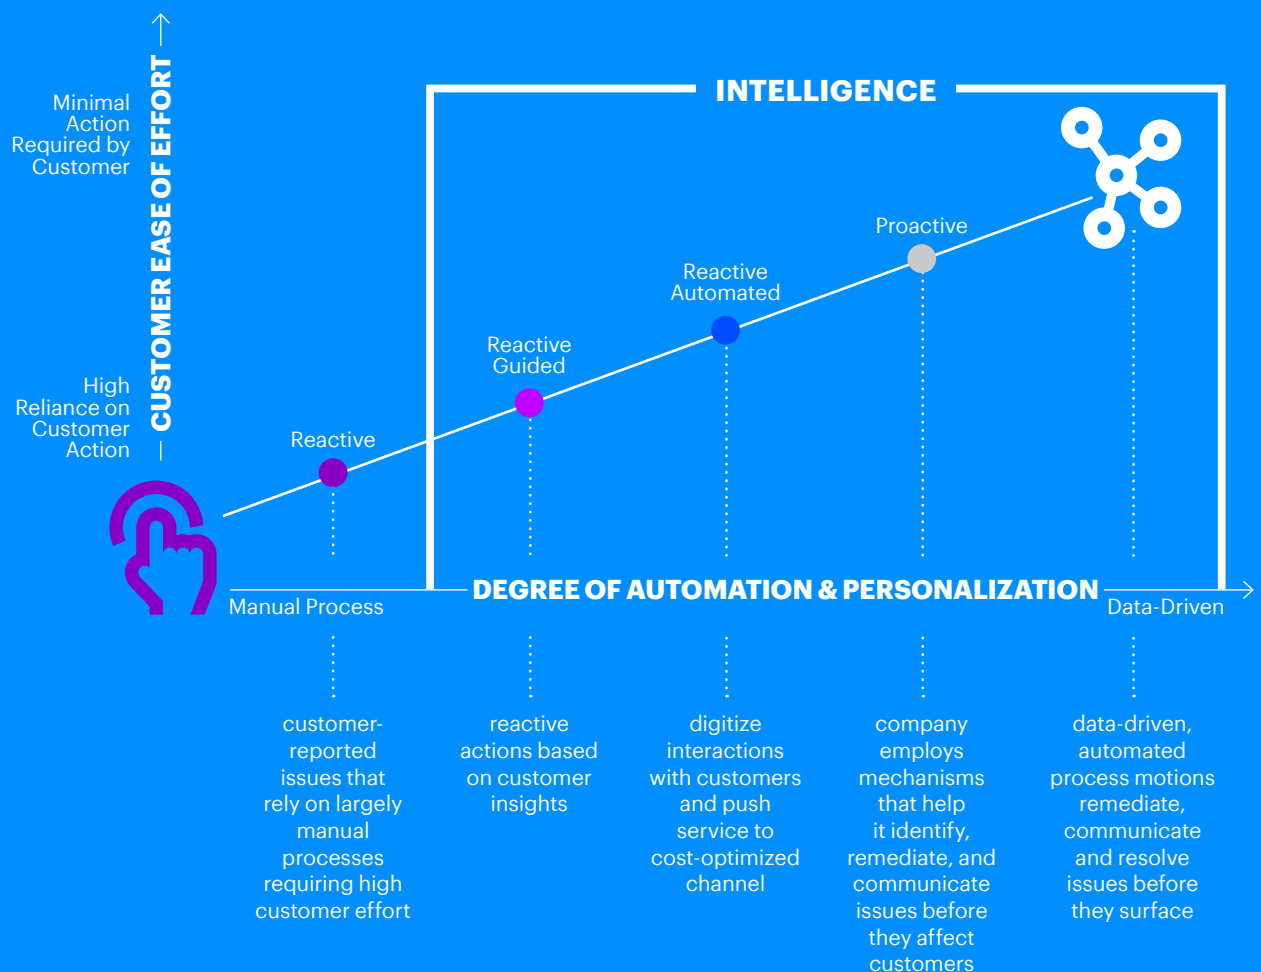 Minimal
Action
Required by
Customer
CUSTOMER EASE OF EFFORT
High
Reliance on
Customer
Action
INTELLIGENCE
Reactive
Reactive
Guided
Reactive
Automated
Proactive
Manual Process
DEGREE OF AUTOMATION & PERSONALIZATION
Data-Driven
customer-
reported
issues that
rely on largely
manual
processes
requiring high
customer effort
reactive
actions based
on customer
insights
digitize
interactions
with customers
and push
service to
cost-optimized
channel
company
employs
mechanisms
that help
it identify,
remediate, and
communicate
issues before
they affect
customers
data-driven,
automated
process motions
remediate,
communicate
and resolve
issues before
they surface